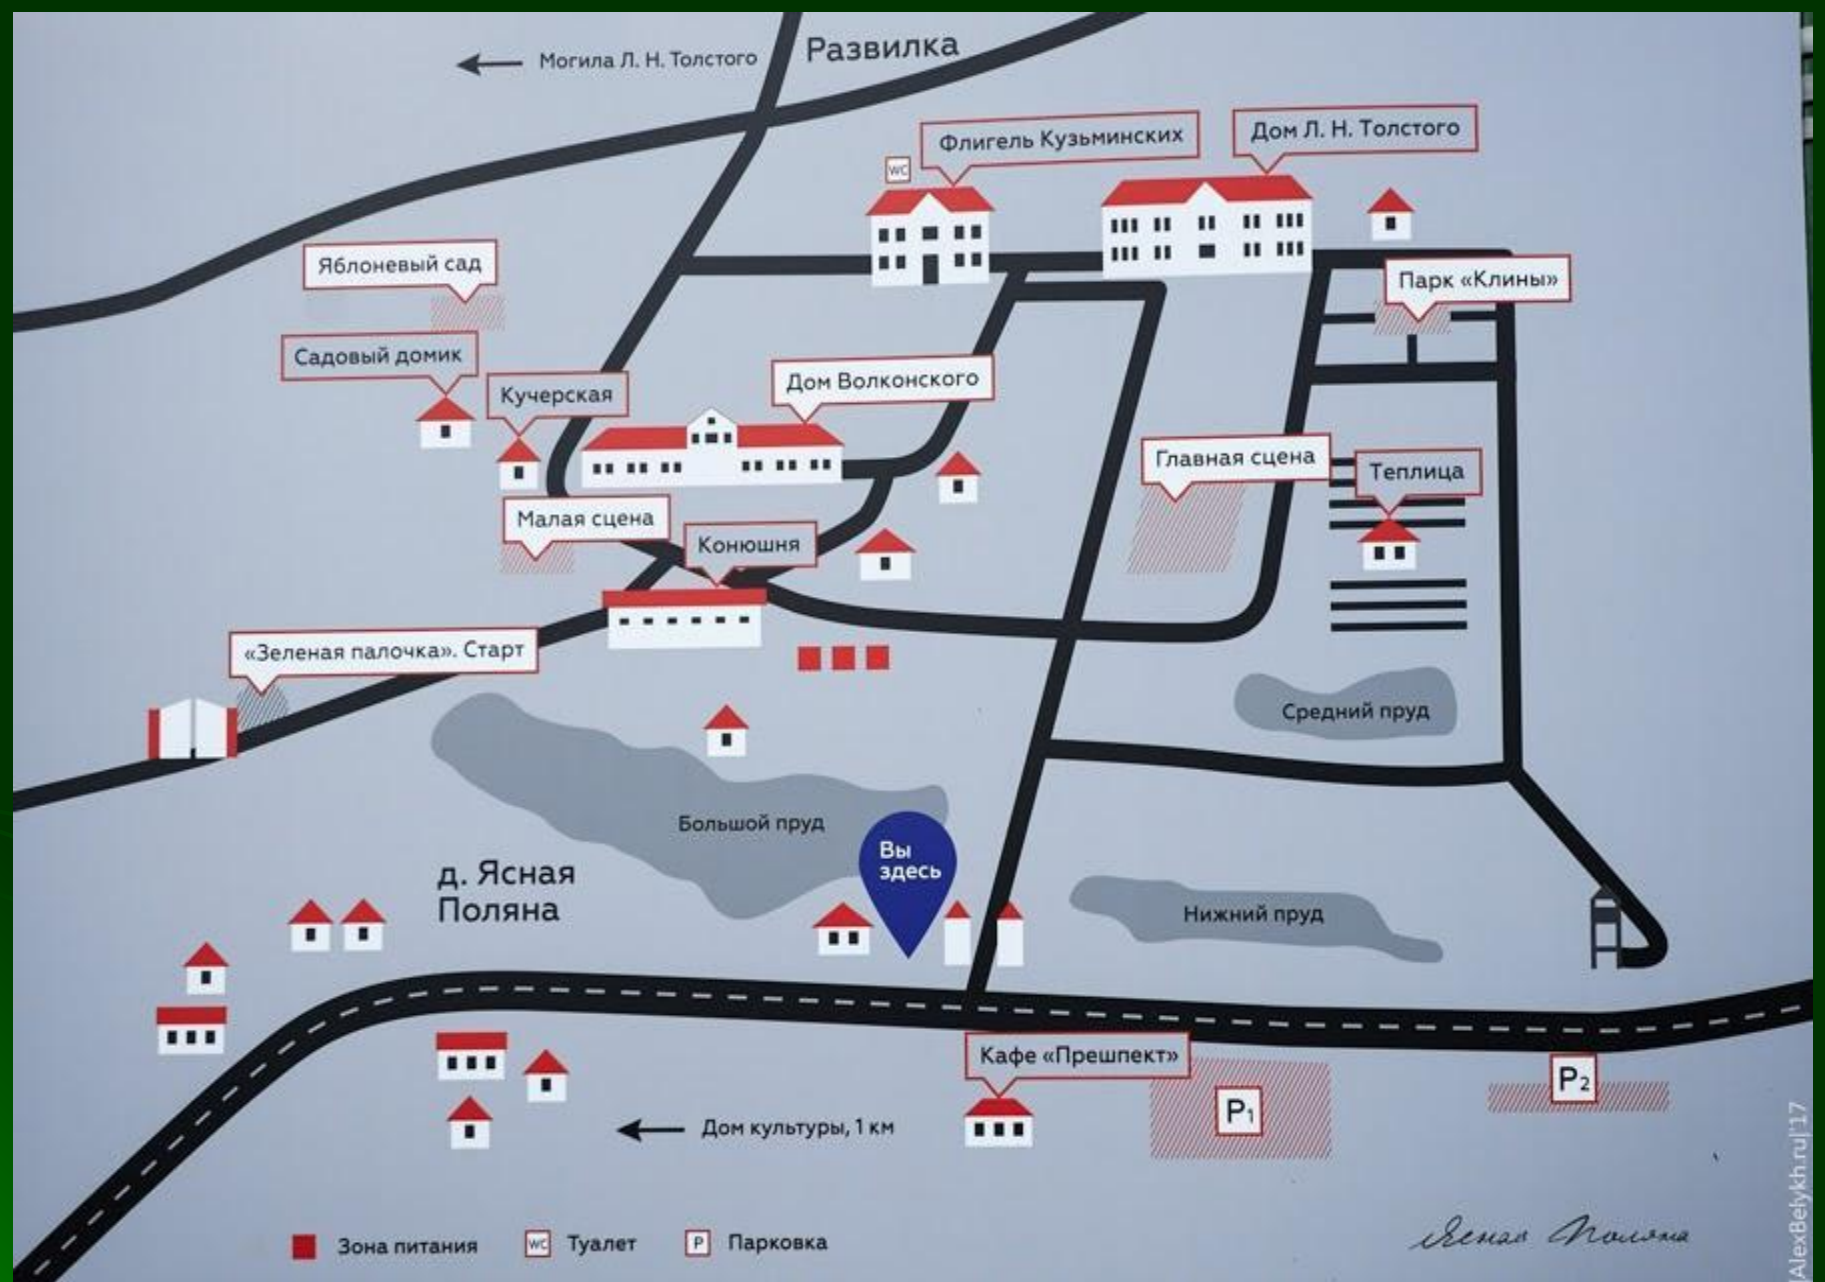 Могила Л. Н. Толстого
Развилка
Флигель Кузьминских
Дом Л. Н. Толстого
WC
Яблоневый сад
Парк «Клины»
Садовый домик
Кучерская
Дом Волконского
Главная сцена
Теплица
Малая сцена
Конюшня
«Зеленая палочка». Старт
Средний пруд
Большой пруд
Вы
здесь
д. Ясная
Поляна
Нижний пруд
Кафе «Прешпект»
P1
P2
Дом культуры, 1 км
Зона питания
WC Туалет
P Парковка
Ясная Поляна
AlexBelykh.ru|'17